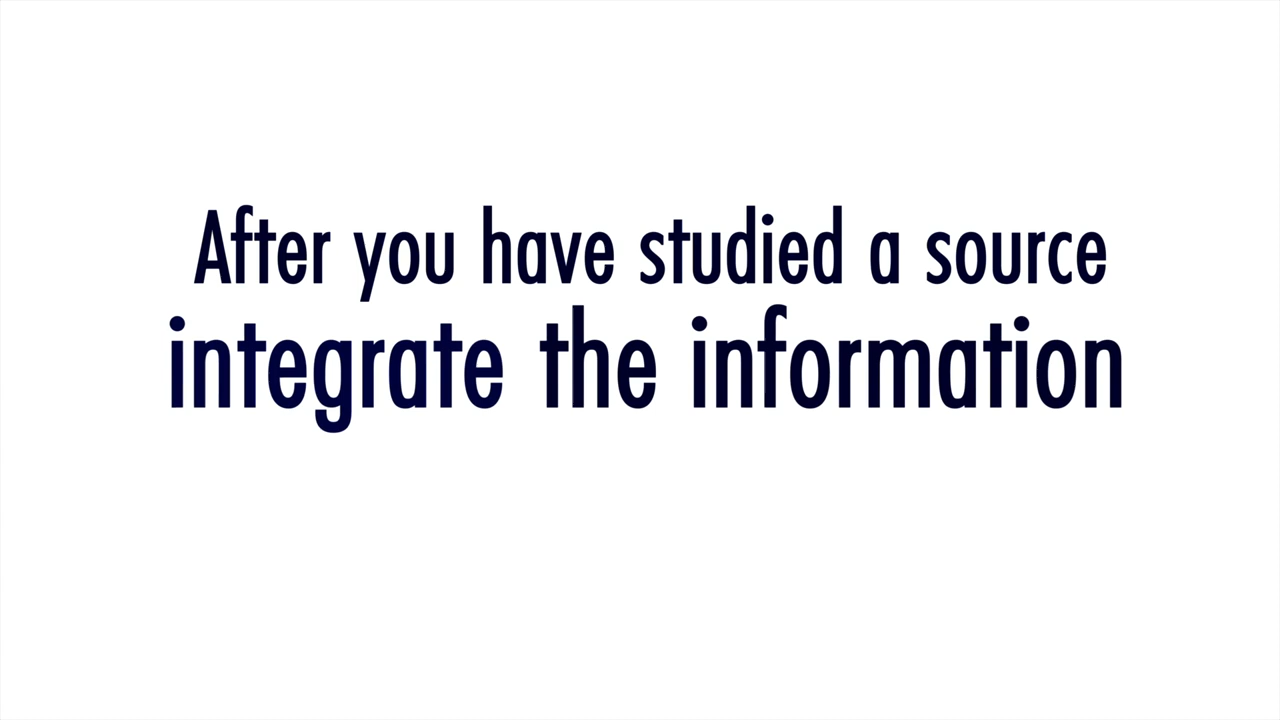 After you have studied a source
integrate the information